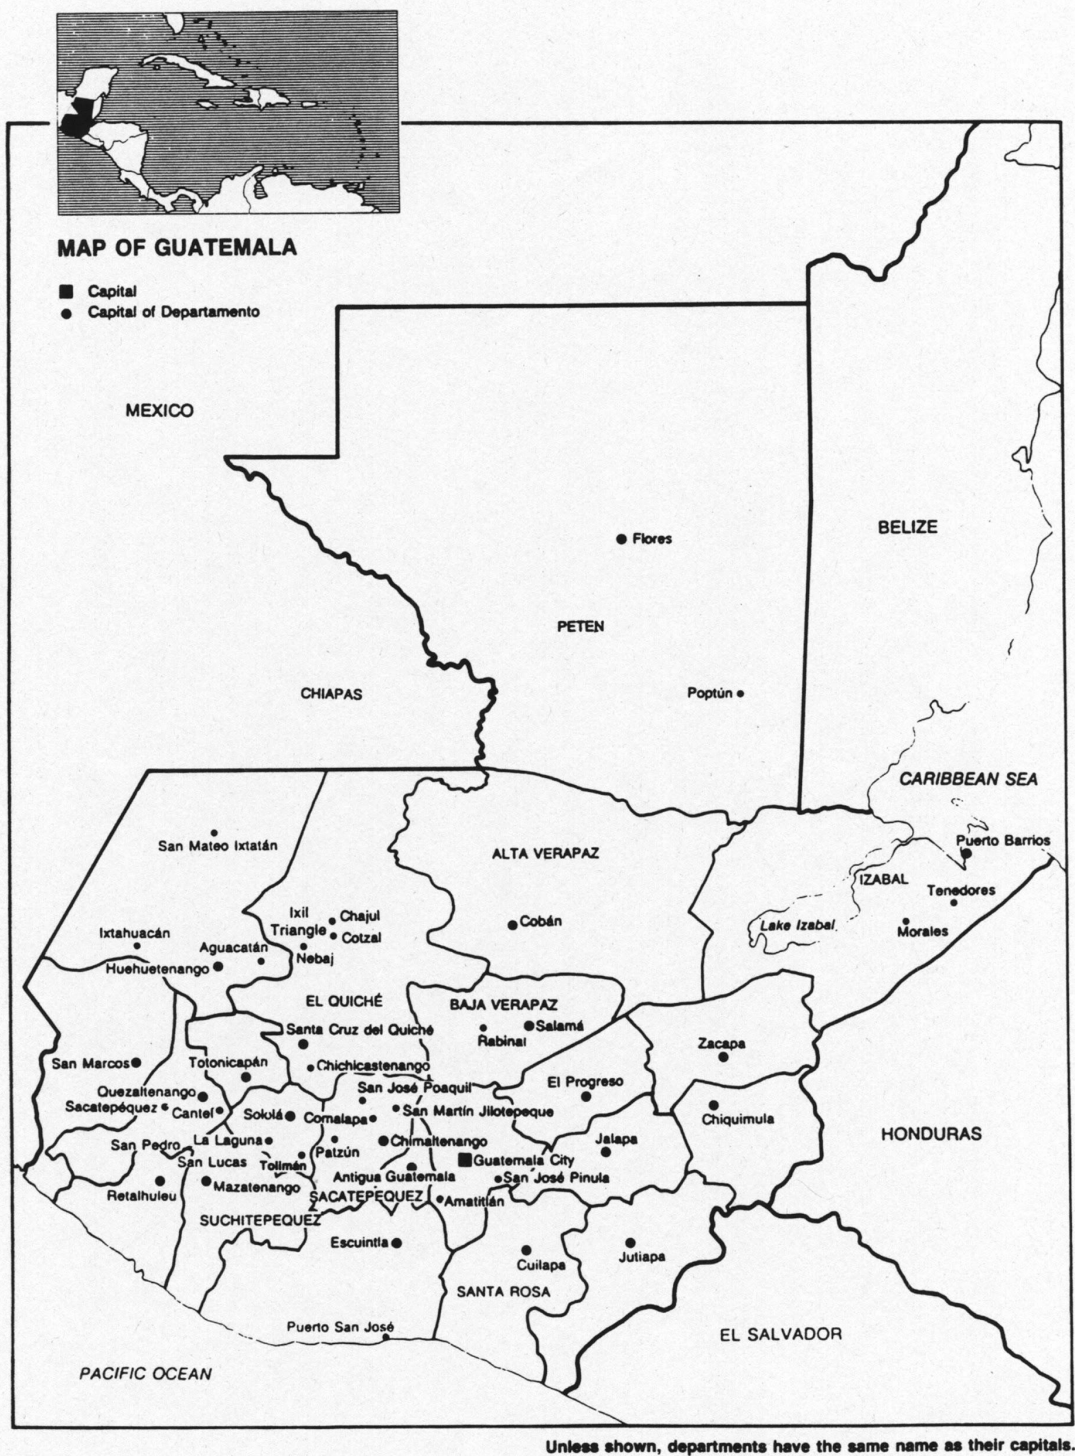 MAP OF GUATEMALA
Capital
Capital of Departamento
MEXICO
BELIZE
Flores
PETEN
CHIAPAS
Poptún
CARIBBEAN SEA
San Mateo Ixtatán
ALTA VERAPAZ
Puerto Barrios
IZABAL
Tenedores
Ixil
Triangle
Chajul
Cotzal
Nebaj
Cobán
Lake Izabal
Morales
Ixtahuacán
Aguacatán
Huehuetenango
EL QUICHÉ
BAJA VERAPAZ
Santa Cruz del Quiché
Rabinal
Salamá
Zacapa
San Marcos
Totonicapán
Chichicastenango
El Progreso
Quezaltenango
San José Poaquil
Sacatepéquez
Cantel
Sololá
Comalapa
San Martín Jilotepeque
Chiquimula
San Pedro
La Laguna
Patzún
Chimaltenango
Jalapa
HONDURAS
San Lucas
Tolimán
Guatemala City
Antigua Guatemala
San José Pinula
Retalhuleu
Mazatenango
SACATEPEQUEZ
Amatitlán
SUCHITEPEQUEZ
Escuintla
Cuilapa
Jutiapa
SANTA ROSA
Puerto San José
EL SALVADOR
PACIFIC OCEAN
Unless shown, departments have the same name as their capitals.